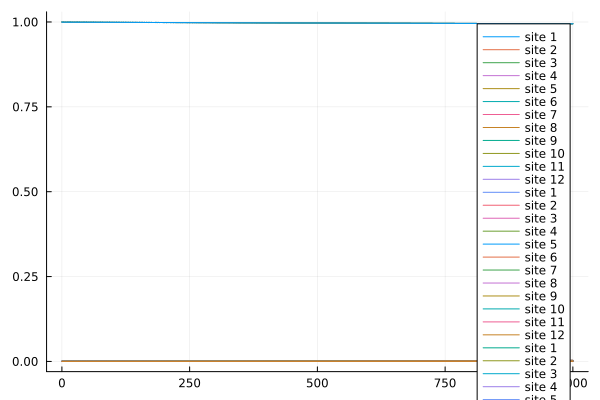 1.00
0.75
0.50
0.25
0.00
0
250
500
750
000
site 1
site 2
site 3
site 4
site 5
site 6
site 7
site 8
site 9
site 10
site 11
site 12
site 1
site 2
site 3
site 4
site 5
site 6
site 7
site 8
site 9
site 10
site 11
site 12
site 1
site 2
site 3
site 4
site 5